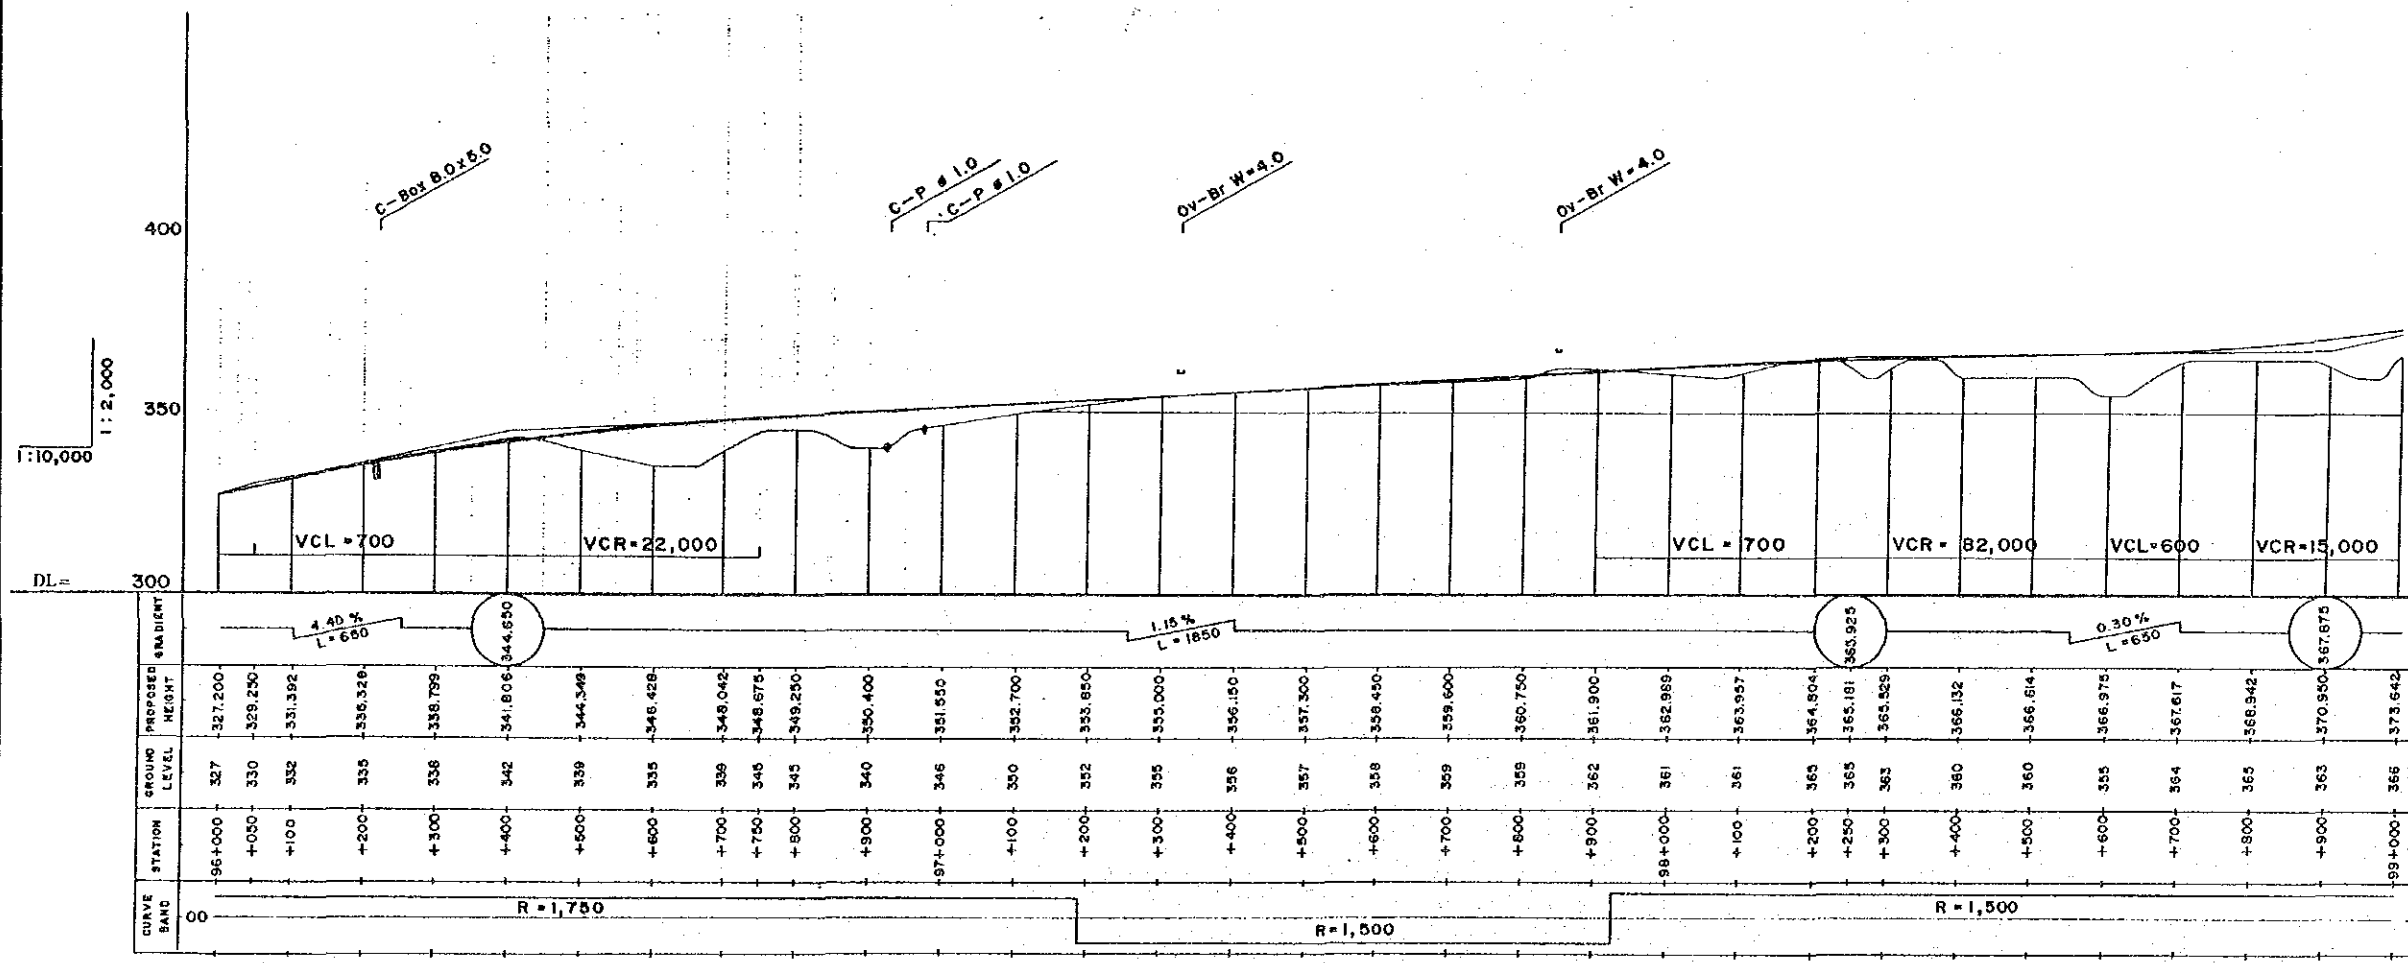 C-Box 8.0x5.0
C-P ø 1.0
C-P ø 1.0
Ov-Br W=4.0
Ov-Br W=4.0
400
350
300
DL=
1:2,000
1:10,000
VCL=700
VCR=22,000
VCL=700
VCR=82,000
VCL=600
VCR=15,000
GRADIENT
4.40 %
L=650
344.650
1.15 %
L=1850
363.925
0.30 %
L=650
367.875
PROPOSED HEIGHT
327.200 329.250 331.392 335.328 338.799 341.806 344.349 346.428 348.042 348.675 349.250 350.400 351.550 352.700 353.850 355.000 356.150 357.300 358.450 359.600 360.750 361.900 362.989 363.957 364.804 365.181 365.529 366.132 366.614 366.975 367.617 368.942 370.950 373.642
GROUND LEVEL
327 330 332 335 338 342 339 335 339 345 345 340 346 350 352 355 356 357 358 359 359 362 361 361 365 365 363 360 360 355 364 365 363 366
STATION
96+000 +050 +100 +200 +300 +400 +500 +600 +700 +750 +800 +900 97+000 +100 +200 +300 +400 +500 +600 +700 +800 +900 98+000 +100 +200 +250 +300 +400 +500 +600 +700 +800 +900 99+000
CURVE BAND
00
R=1,750
R=1,500
R=1,500